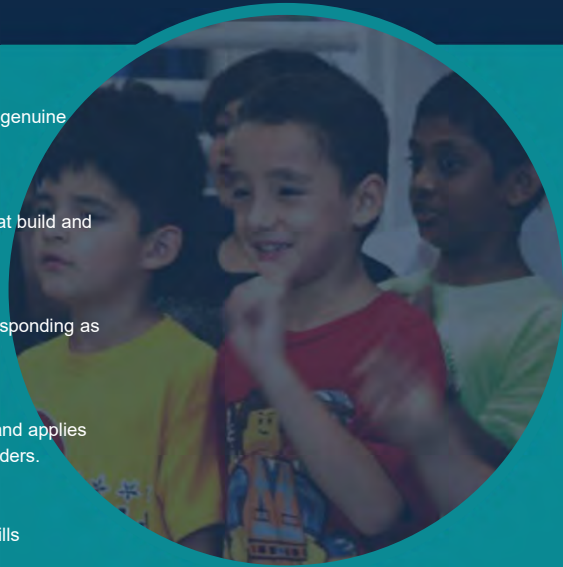 genuine
at build and
sponding as
nd applies
ders.
ills